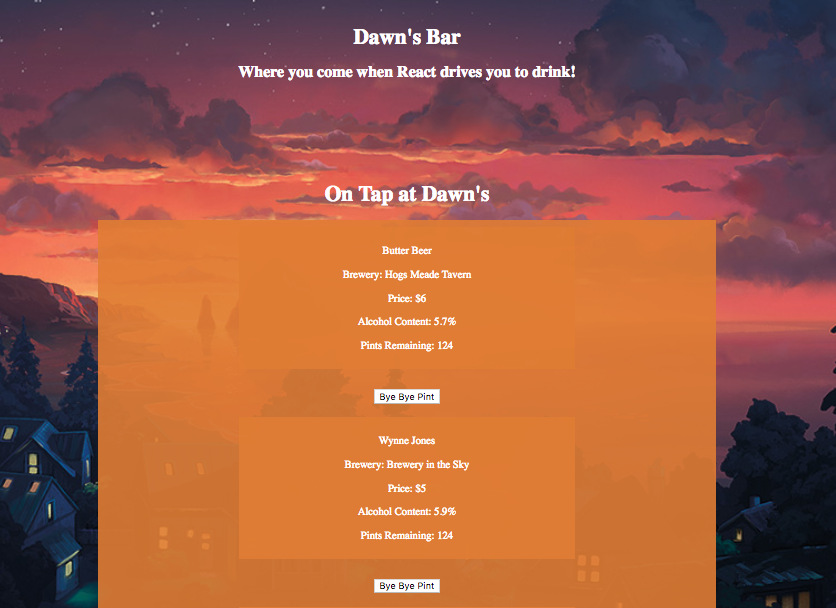 Dawn's Bar
Where you come when React drives you to drink!
On Tap at Dawn's
Butter Beer
Brewery: Hogs Meade Tavern
Price: $6
Alcohol Content: 5.7%
Pints Remaining: 124
Bye Bye Pint
Wynne Jones
Brewery: Brewery in the Sky
Price: $5
Alcohol Content: 5.9%
Pints Remaining: 124
Bye Bye Pint